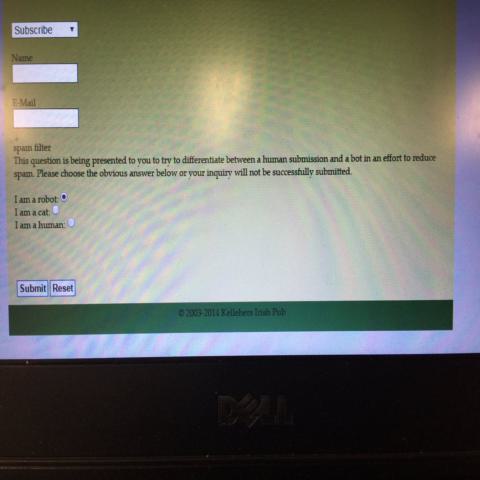 Subscribe
Name
E-Mail
spam filter
This question is being presented to you to try to differentiate between a human submission and a bot in an effort to reduce
spam. Please choose the obvious answer below or your inquiry will not be successfully submitted.
I am a robot:
I am a cat:
I am a human:
Submit Reset
© 2003-2014 Kellehers Irish Pub
DELL